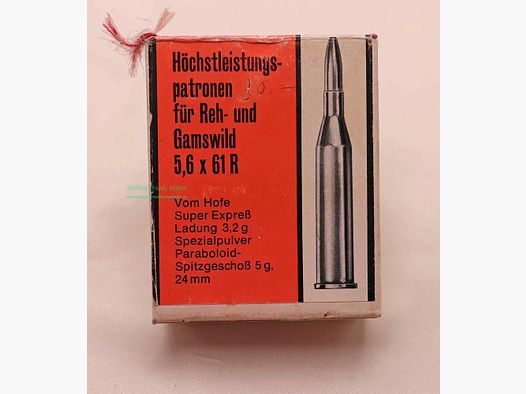 Höchstleistungs-
patronen
für Reh- und
Gamswild
5,6 x 61 R
Vom Hofe
Super Expreß
Ladung 3,2 g
Spezialpulver
Paraboloid-
Spitzgeschoß 5 g,
24 mm